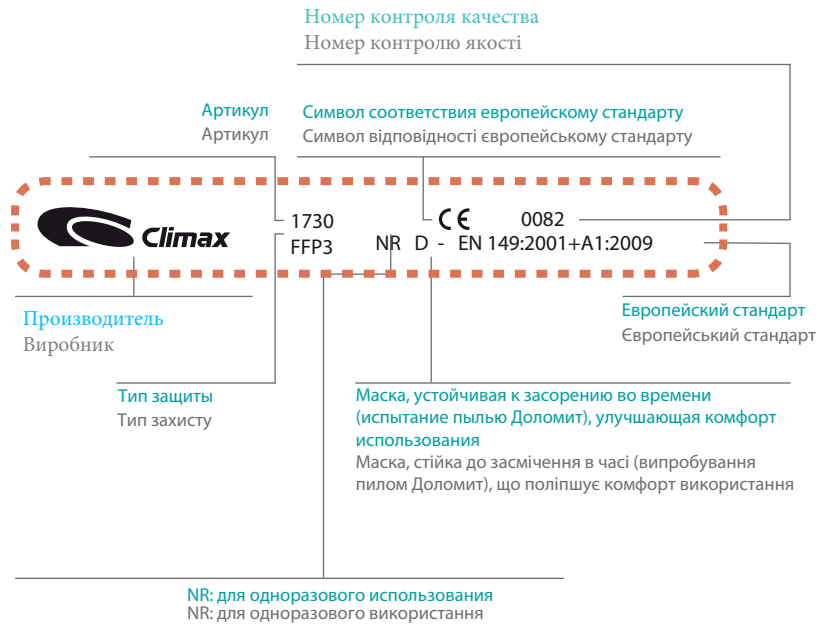 Номер контроля качества
Номер контролю якості
Артикул
Артикул
Символ соответствия европейскому стандарту
Символ відповідності європейському стандарту
Climax
1730
CE 0082
FFP3 NR D - EN 149:2001+A1:2009
Производитель
Виробник
Европейский стандарт
Європейський стандарт
Тип защиты
Тип захисту
Маска, устойчивая к засорению во времени
(испытание пылью Доломит), улучшающая комфорт
использования
Маска, стійка до засмічення в часі (випробування
пилом Доломит), що поліпшує комфорт використання
NR: для одноразового использования
NR: для одноразового використання